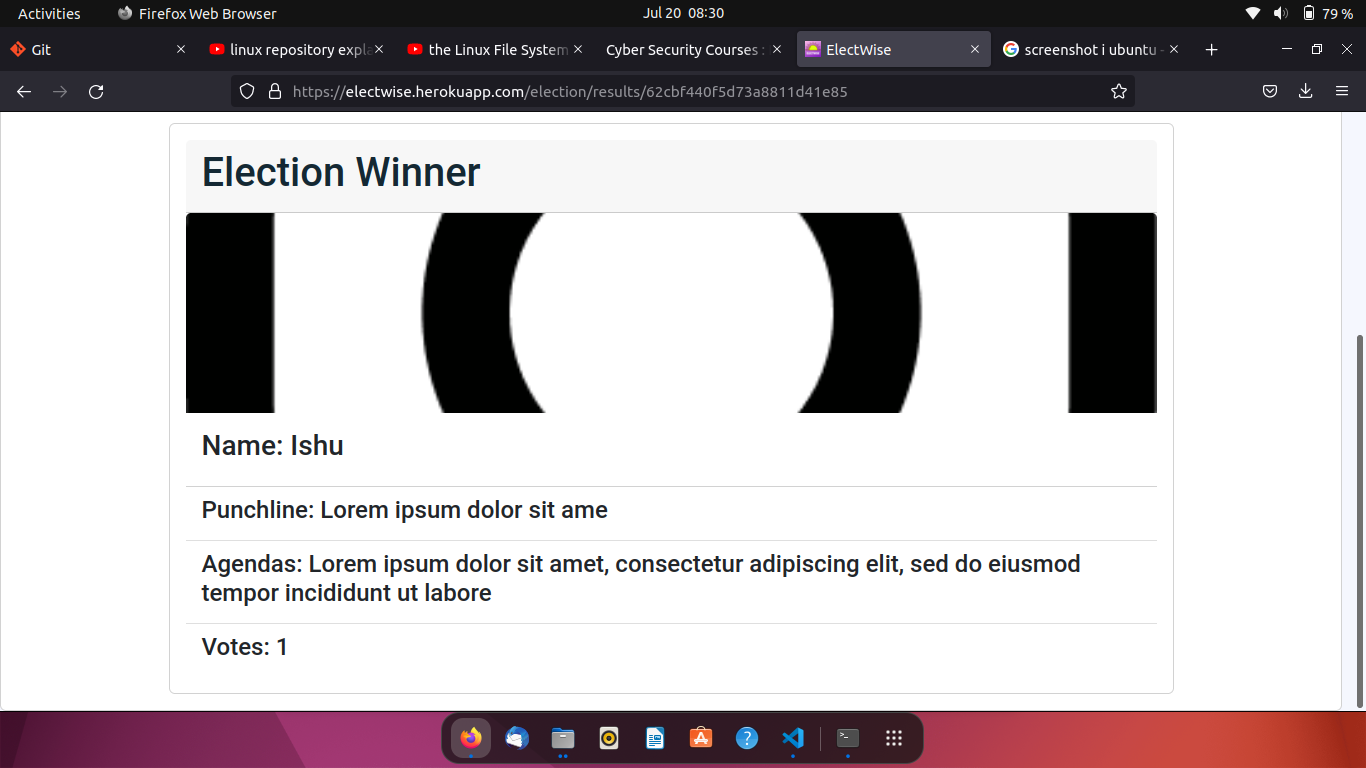 Activities
Firefox Web Browser
Jul 20 08:30
79 %
Git
linux repository expla
the Linux File System
Cyber Security Courses :
ElectWise
screenshot i ubuntu -
https://electwise.herokuapp.com/election/results/62cbf440f5d73a8811d41e85
Election Winner
Name: Ishu
Punchline: Lorem ipsum dolor sit ame
Agendas: Lorem ipsum dolor sit amet, consectetur adipiscing elit, sed do eiusmod
tempor incididunt ut labore
Votes: 1